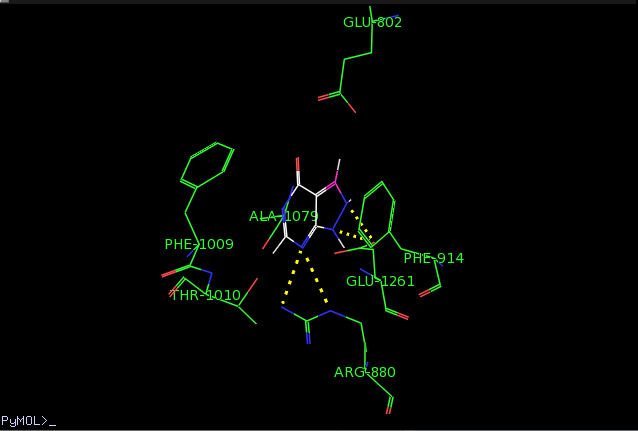 GLU-802
ALA-1079
PHE-1009
PHE-914
GLU-1261
THR-1010
ARG-880
PyMOL>_